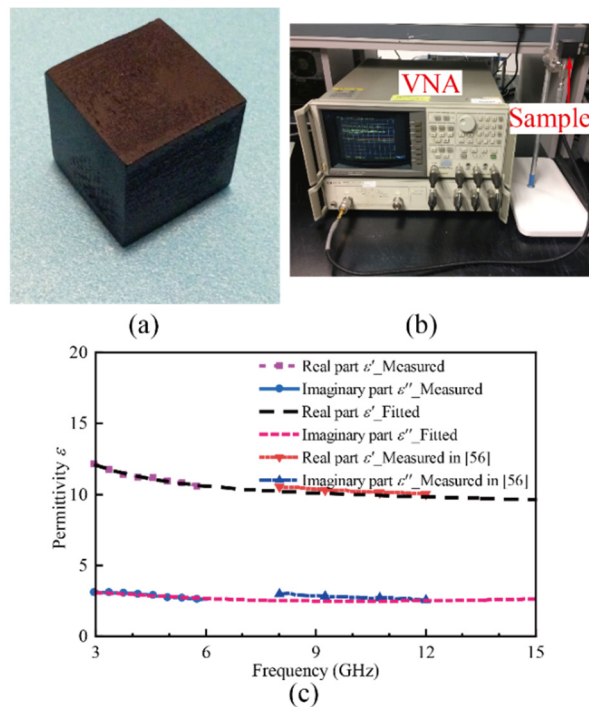 VNA
Sample
(a)
(b)
20
15
10
5
0
Permittivity ε
Real part ε′_Measured
Imaginary part ε′′_Measured
Real part ε′_Fitted
Imaginary part ε′′_Fitted
Real part ε′_Measured in [56]
Imaginary part ε′′_Measured in [56]
3
6
9
12
15
Frequency (GHz)
(c)